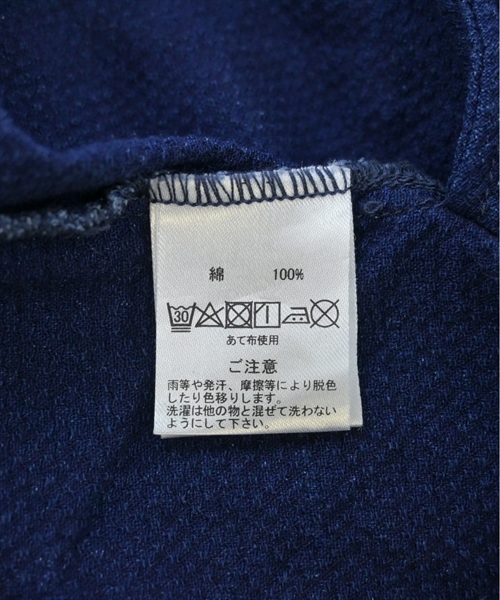 綿 100%
30
あて布使用
ご注意
雨等や発汗、摩擦等により脱色
したり色移りします。
洗濯は他の物と混ぜて洗わない
ようにして下さい。